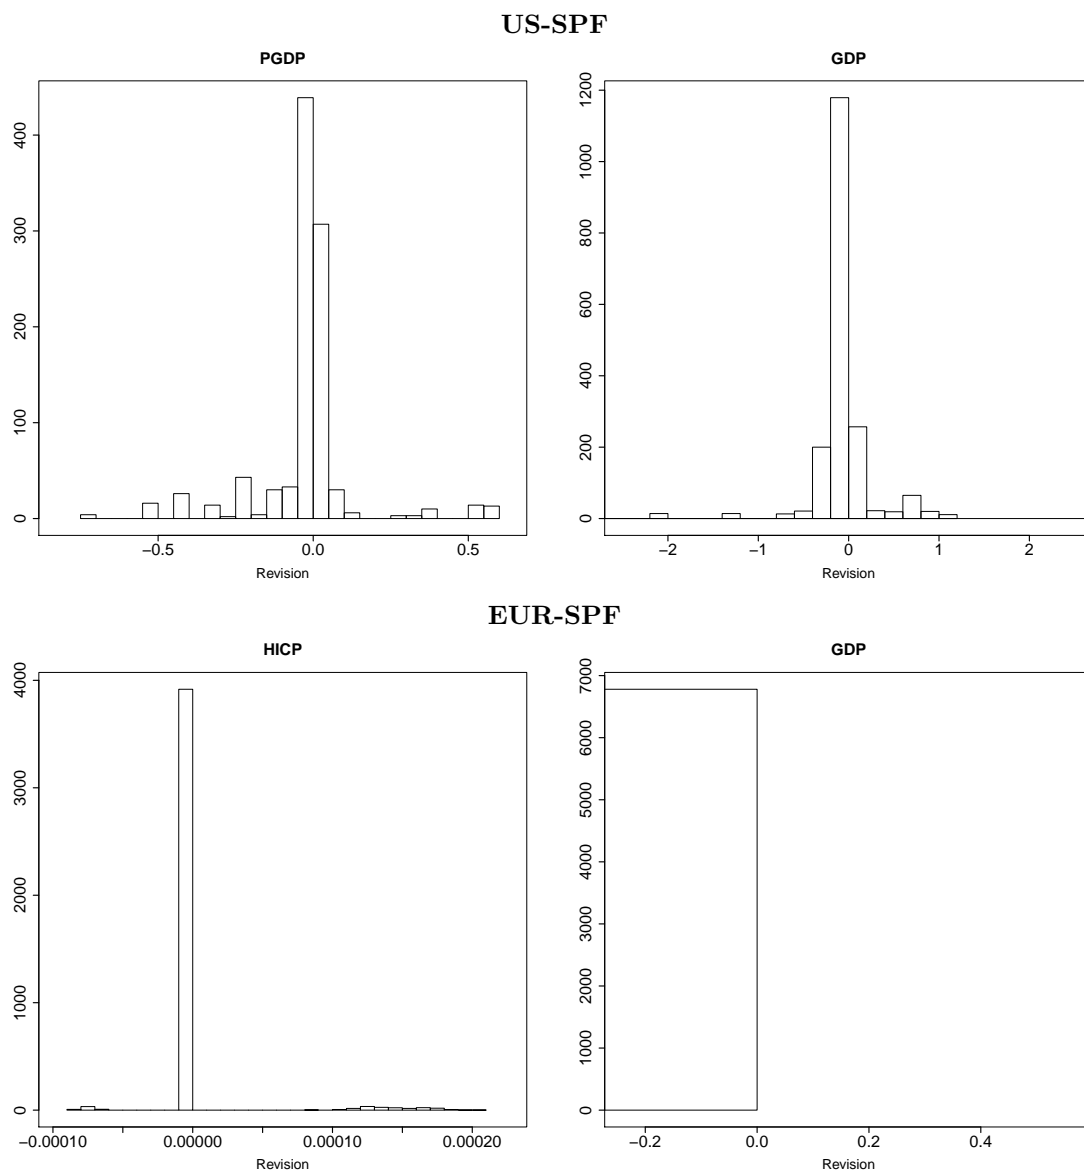 US-SPF
PGDP
0 100 200 300 400
−0.5 0.0 0.5
Revision
GDP
0 200 400 600 800 1000 1200
−2 −1 0 1 2
Revision
EUR-SPF
HICP
0 1000 2000 3000 4000
−0.00010 0.00000 0.00010 0.00020
Revision
GDP
0 1000 2000 3000 4000 5000 6000 7000
−0.2 0.0 0.2 0.4
Revision